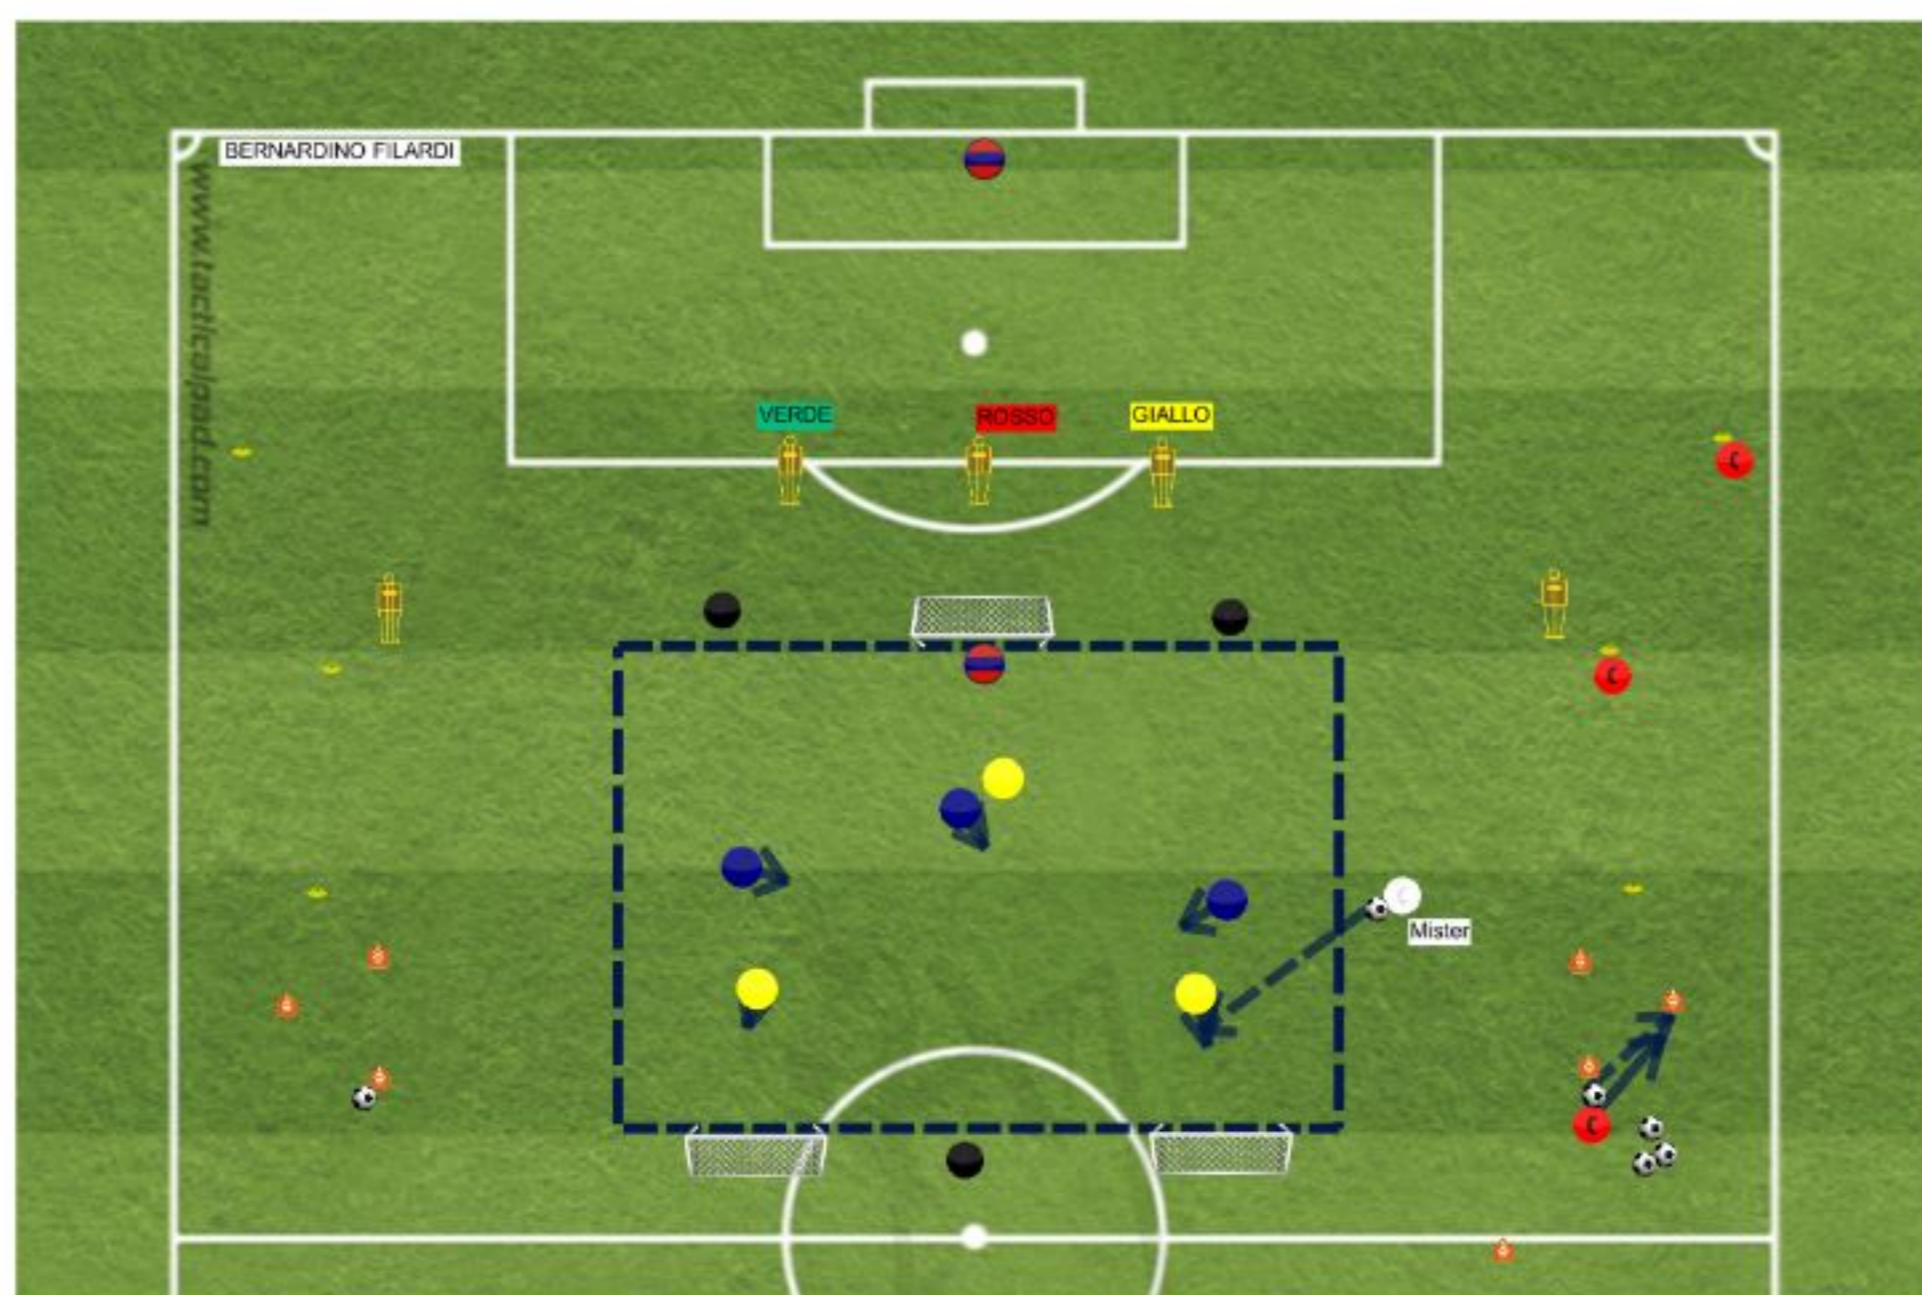 BERNARDINO FILARDI
www.tacticalpad.com
VERDE
ROSSO
GIALLO
C
C
C
Mister
C